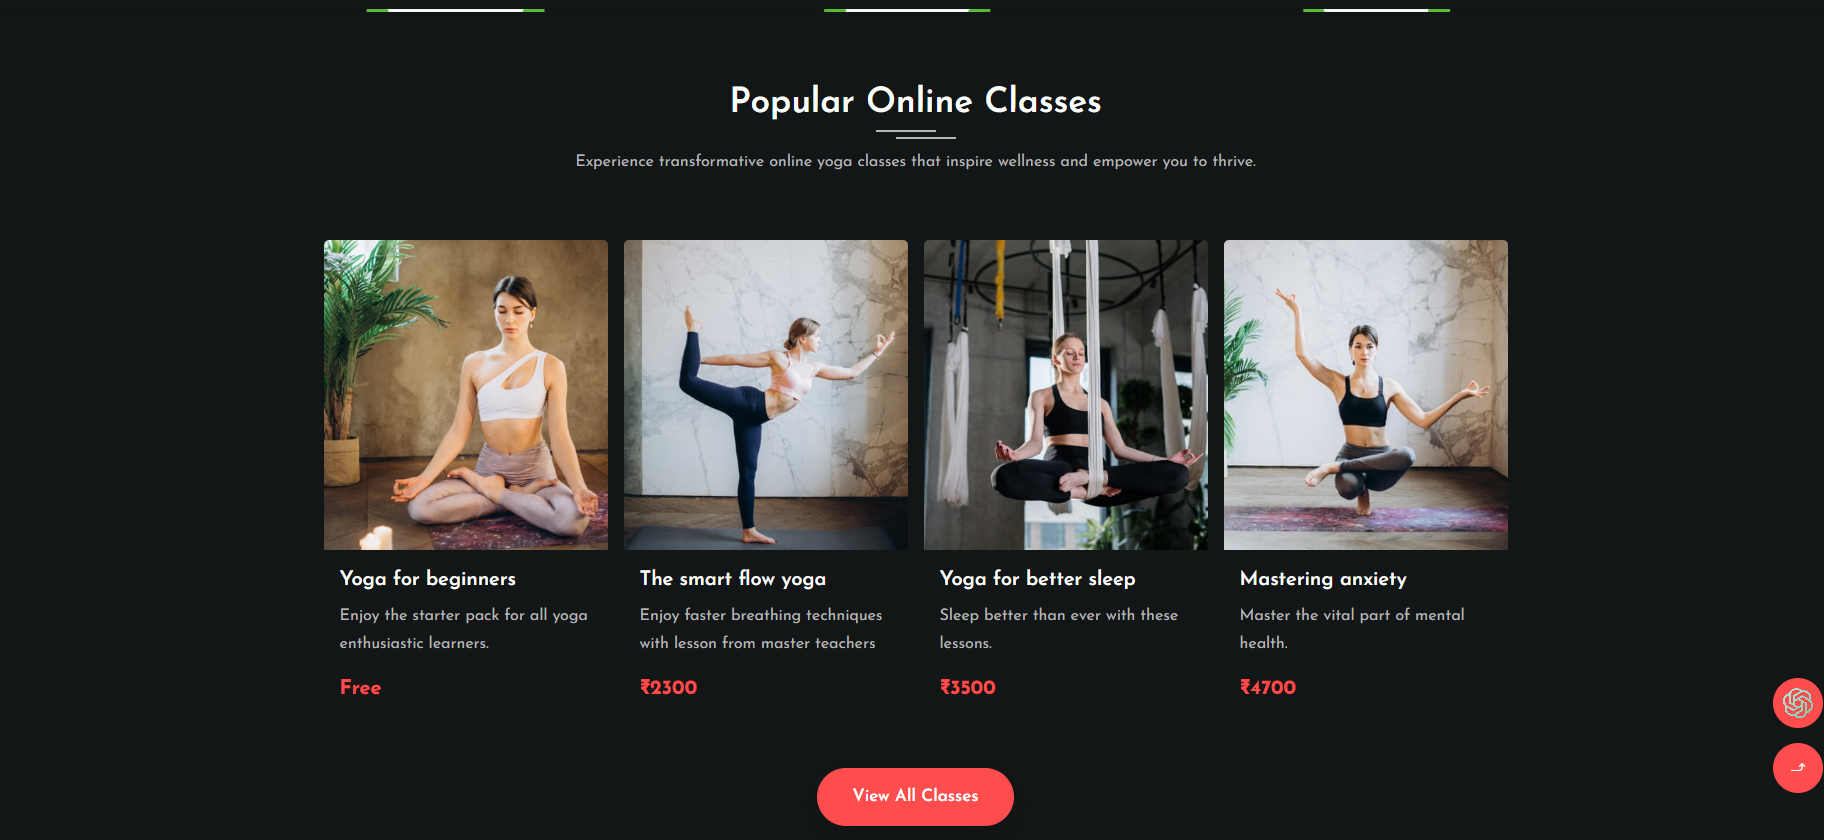 Popular Online Classes
Experience transformative online yoga classes that inspire wellness and empower you to thrive.
Yoga for beginners
Enjoy the starter pack for all yoga
enthusiastic learners.
Free
The smart flow yoga
Enjoy faster breathing techniques
with lesson from master teachers
₹2300
Yoga for better sleep
Sleep better than ever with these
lessons.
₹3500
Mastering anxiety
Master the vital part of mental
health.
₹4700
View All Classes